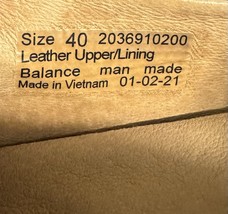 Size 40 2036910200
Leather Upper/Lining
Balance man made
Made in Vietnam 01-02-21